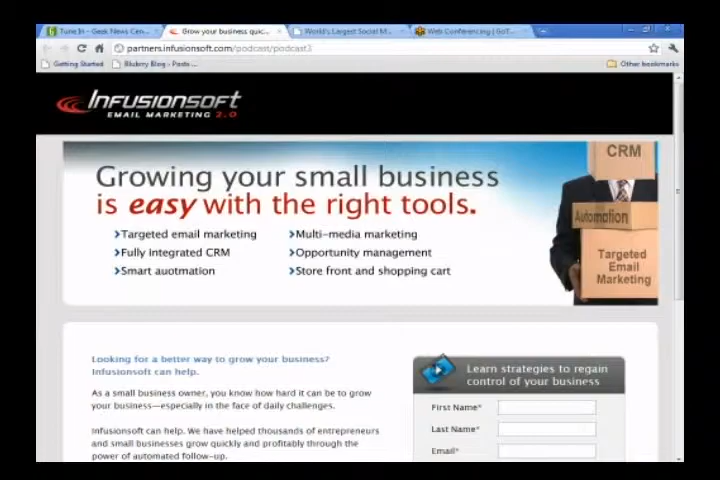 Tune In - Geek News Cen...
Grow your business quic...
World's Largest Social M...
Web Conferencing | GoT...
partners.infusionsoft.com/podcast/podcast3
Getting Started
Blubrry Blog » Posts ...
Other bookmarks
INFUSIONSOFT
EMAIL MARKETING 2.0
Growing your small business
is easy with the right tools.
Targeted email marketing
Multi-media marketing
Fully Integrated CRM
Opportunity management
Smart auotmation
Store front and shopping cart
CRM
Automation
Targeted
Email
Marketing
Looking for a better way to grow your business?
Infusionsoft can help.
As a small business owner, you know how hard it can be to grow
your business—especially in the face of daily challenges.
Infusionsoft can help. We have helped thousands of entrepreneurs
and small businesses grow quickly and profitably through the
power of automated follow-up.
Learn strategies to regain
control of your business
First Name*
Last Name*
Email*